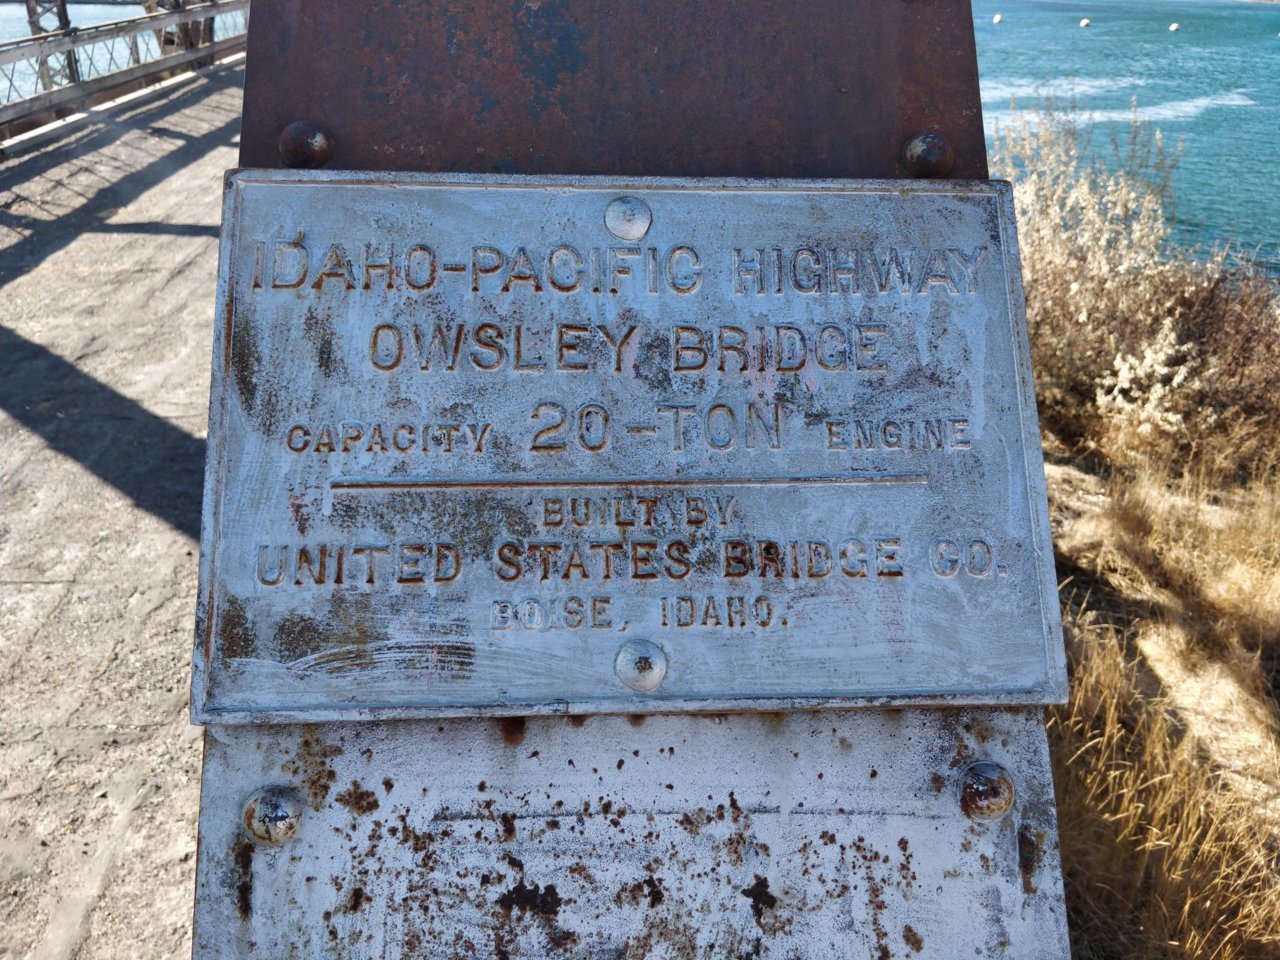 IDAHO-PACIFIC HIGHWAY
OWSLEY BRIDGE
CAPACITY 20-TON ENGINE
BUILT BY
UNITED STATES BRIDGE CO.
BOISE, IDAHO.